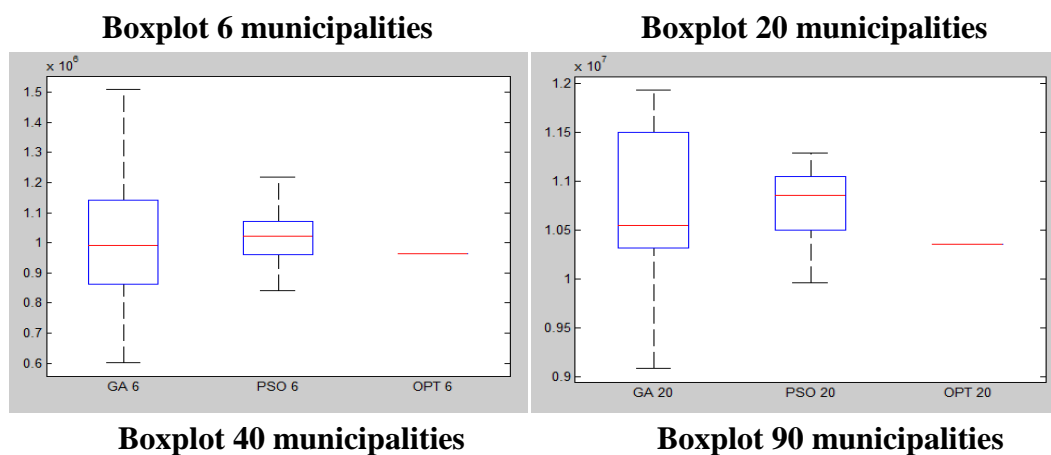 Boxplot 6 municipalities
Boxplot 20 municipalities
x 10⁶
1.5
1.4
1.3
1.2
1.1
1
0.9
0.8
0.7
0.6
GA 6 PSO 6 OPT 6
x 10⁷
1.2
1.15
1.1
1.05
1
0.95
0.9
GA 20 PSO 20 OPT 20
Boxplot 40 municipalities
Boxplot 90 municipalities